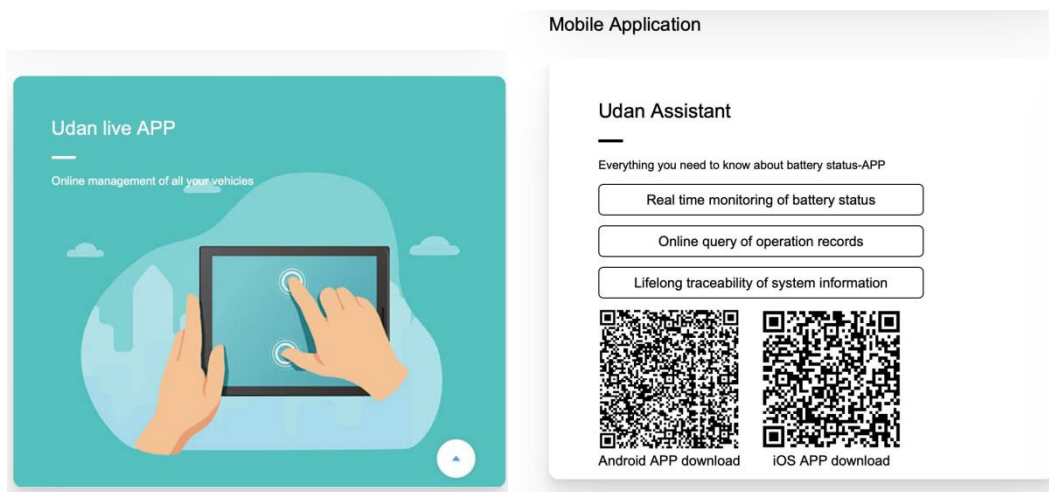 Udan live APP
Online management of all your vehicles
Mobile Application
Udan Assistant
Everything you need to know about battery status-APP
Real time monitoring of battery status
Online query of operation records
Lifelong traceability of system information
Android APP download
iOS APP download